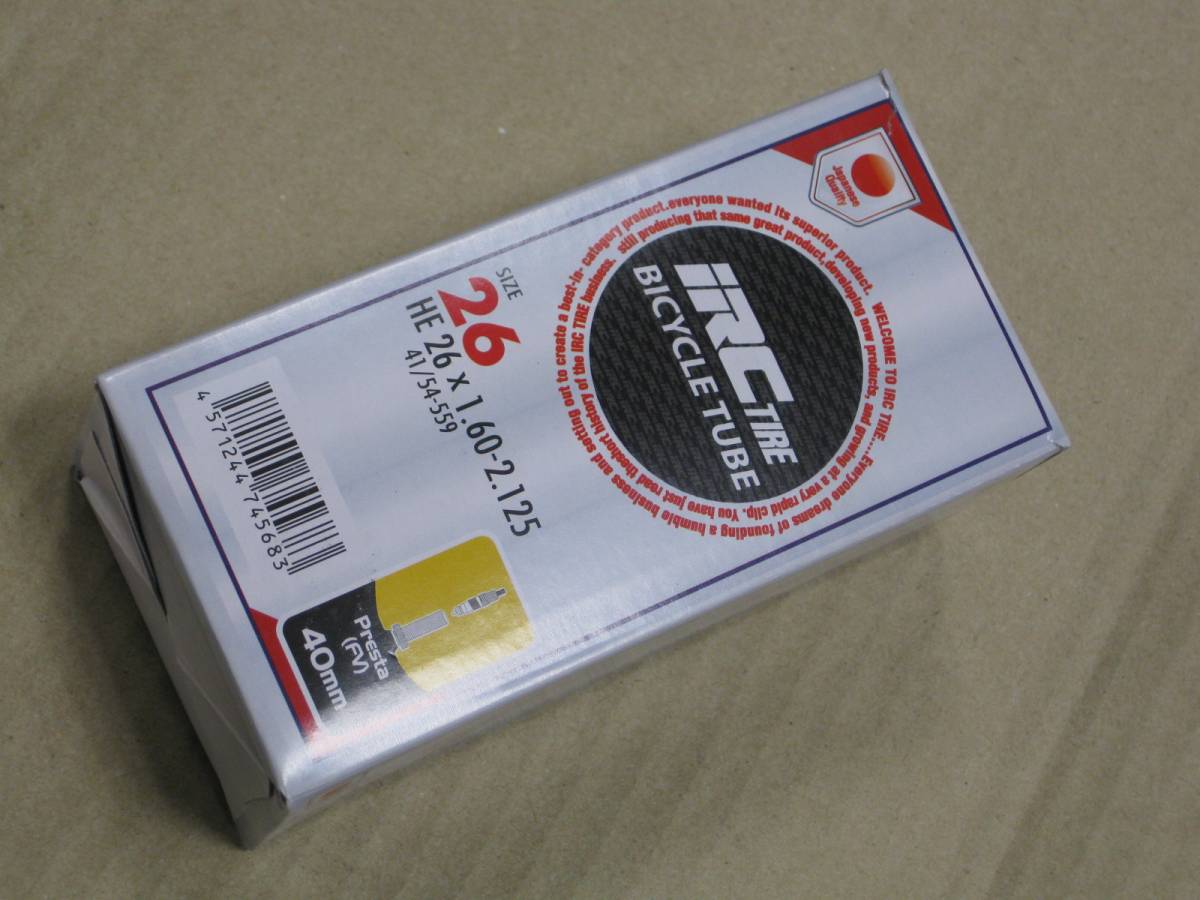 Japanese
Quality
WELCOME TO IRC TIRE.....Everyone dreams of founding a humble business and setting out to create a best-in- category product.everyone wanted its superior product.
You have just read theshort history of the IRC TIRE business. still producing that same great product,developing new products, and growing at a very rapid clip.
IRC TIRE
BICYCLE TUBE
SIZE
26
HE 26 x 1.60-2.125
41/54-559
4 571244 745683
Presta
(FV)
40mm